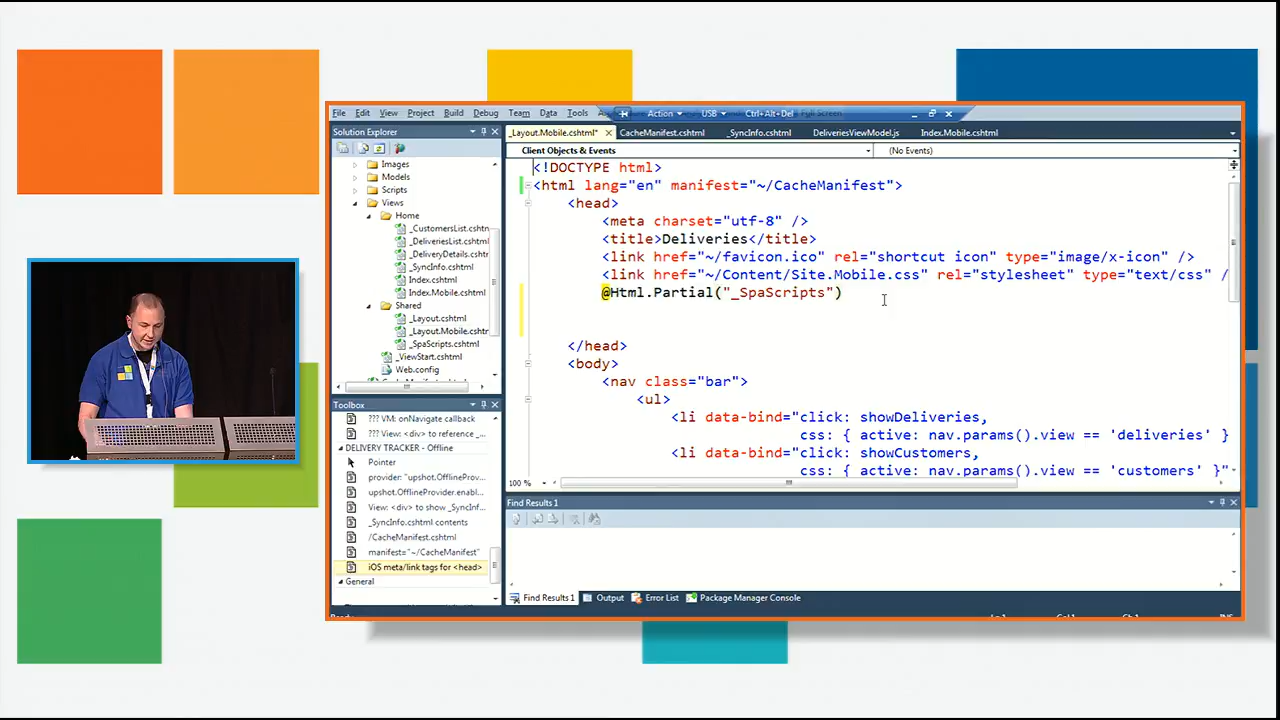 File Edit View Project Build Debug Team Data Tools
Action USB Ctrl+Alt+Del Full Screen
Solution Explorer
Images
Models
Scripts
Views
Home
_CustomersList.cshtn
_DeliveriesList.cshtml
_DeliveryDetails.cshtm
_SyncInfo.cshtml
Index.cshtml
Index.Mobile.cshtml
Shared
_Layout.cshtml
_Layout.Mobile.cshtm
_SpaScripts.cshtml
_ViewStart.cshtml
Web.config
Toolbox
??? VM: onNavigate callback
??? View: <div> to reference _...
DELIVERY TRACKER - Offline
Pointer
provider: "upshot.OfflineProv...
upshot.OfflineProvider.enabl...
View: <div> to show _SyncInf...
_SyncInfo.cshtml contents
/CacheManifest.cshtml
manifest="~/CacheManifest"
iOS meta/link tags for <head>
General
_Layout.Mobile.cshtml* CacheManifest.cshtml _SyncInfo.cshtml DeliveriesViewModel.js Index.Mobile.cshtml
Client Objects & Events (No Events)
<!DOCTYPE html>
<html lang="en" manifest="~/CacheManifest">
<head>
<meta charset="utf-8" />
<title>Deliveries</title>
<link href="~/favicon.ico" rel="shortcut icon" type="image/x-icon" />
<link href="~/Content/Site.Mobile.css" rel="stylesheet" type="text/css" /
@Html.Partial("_SpaScripts")
</head>
<body>
<nav class="bar">
<ul>
<li data-bind="click: showDeliveries,
css: { active: nav.params().view == 'deliveries' }
<li data-bind="click: showCustomers,
css: { active: nav.params().view == 'customers' }"
100 %
Find Results 1
Find Results 1 Output Error List Package Manager Console